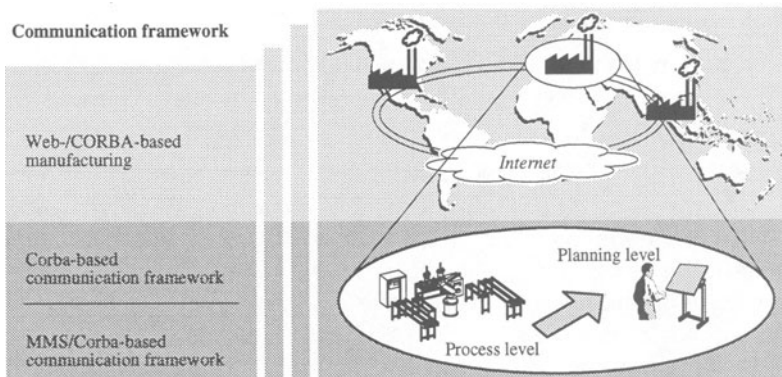 Communication framework
Web-/CORBA-based
manufacturing
Internet
Corba-based
communication framework
Planning level
MMS/Corba-based
communication framework
Process level